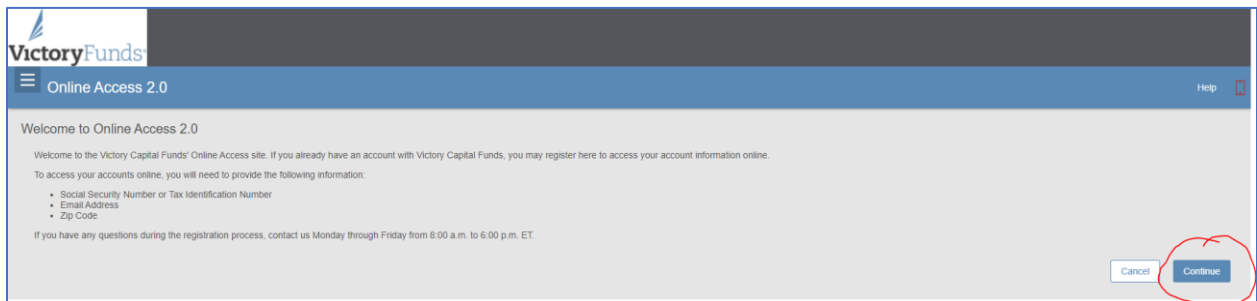 VictoryFunds®
Online Access 2.0
Help
Welcome to Online Access 2.0
Welcome to the Victory Capital Funds' Online Access site. If you already have an account with Victory Capital Funds, you may register here to access your account information online.
To access your accounts online, you will need to provide the following information:
• Social Security Number or Tax Identification Number
• Email Address
• Zip Code
If you have any questions during the registration process, contact us Monday through Friday from 8:00 a.m. to 6:00 p.m. ET.
Cancel
Continue